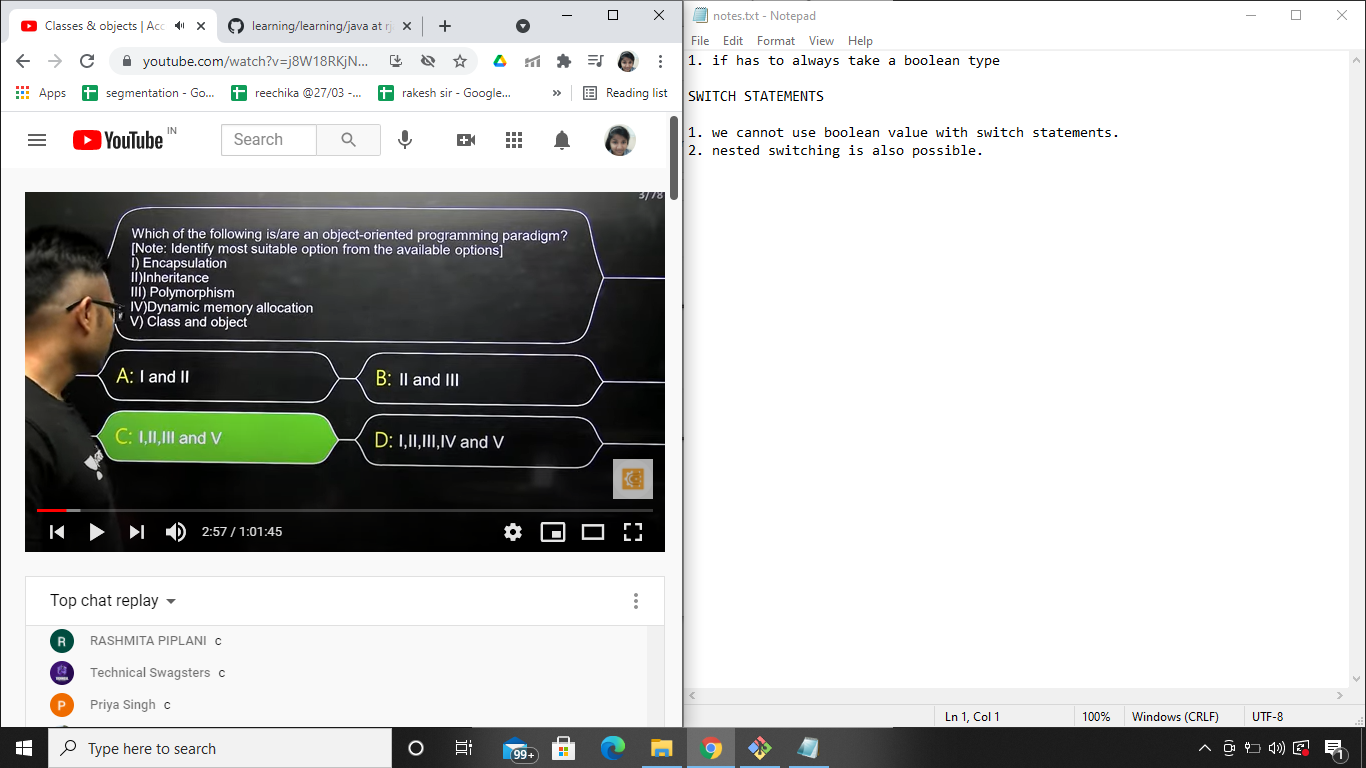 Classes & objects | Acc
learning/learning/java at rj
youtube.com/watch?v=j8W18RKjN...
Apps
segmentation - Go...
reechika @27/03 -...
rakesh sir - Google...
»
Reading list
YouTube IN
Search
3/78
Which of the following is/are an object-oriented programming paradigm?
[Note: Identify most suitable option from the available options]
I) Encapsulation
II)Inheritance
III) Polymorphism
IV)Dynamic memory allocation
V) Class and object
A: I and II
B: II and III
C: I,II,III and V
D: I,II,III,IV and V
2:57 / 1:01:45
Top chat replay
R RASHMITA PIPLANI c
Technical Swagsters c
P Priya Singh c
notes.txt - Notepad
File Edit Format View Help
1. if has to always take a boolean type
SWITCH STATEMENTS
1. we cannot use boolean value with switch statements.
2. nested switching is also possible.
Ln 1, Col 1
100%
Windows (CRLF)
UTF-8
Type here to search
99+
1